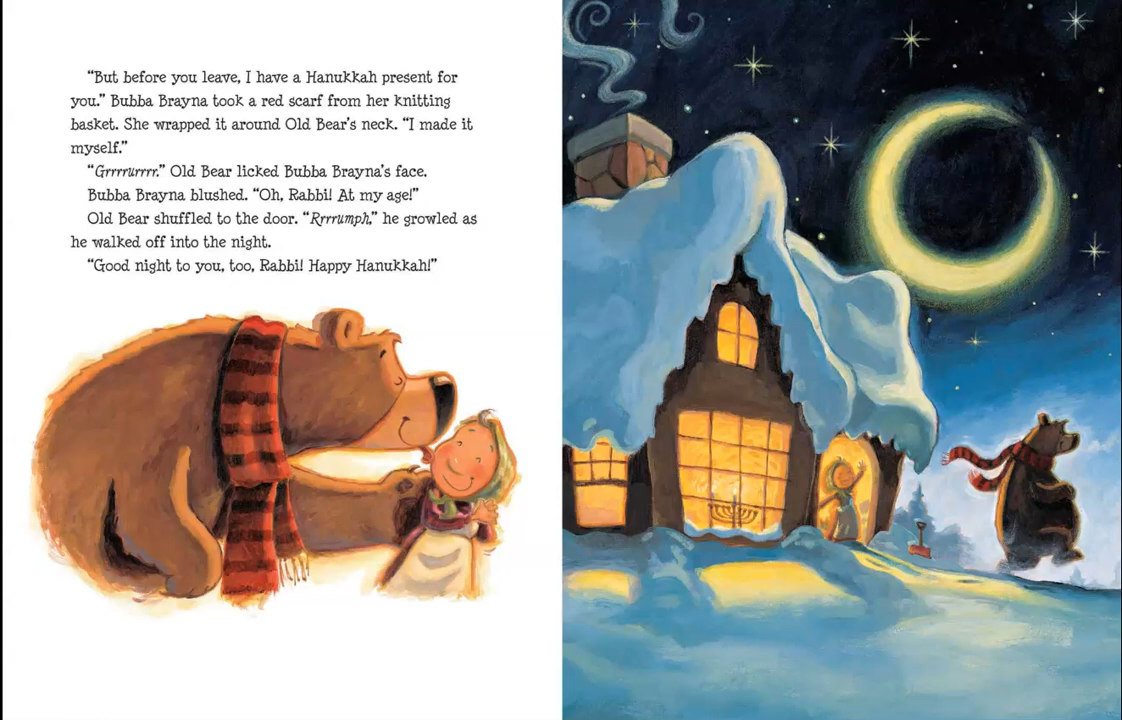 “But before you leave, I have a Hanukkah present for
you.” Bubba Brayna took a red scarf from her knitting
basket. She wrapped it around Old Bear’s neck. “I made it
myself.”
“Grrrrurrrr.” Old Bear licked Bubba Brayna’s face.
Bubba Brayna blushed. “Oh, Rabbi! At my age!”
Old Bear shuffled to the door. “Rrrrumph,” he growled as
he walked off into the night.
“Good night to you, too, Rabbi! Happy Hanukkah!”